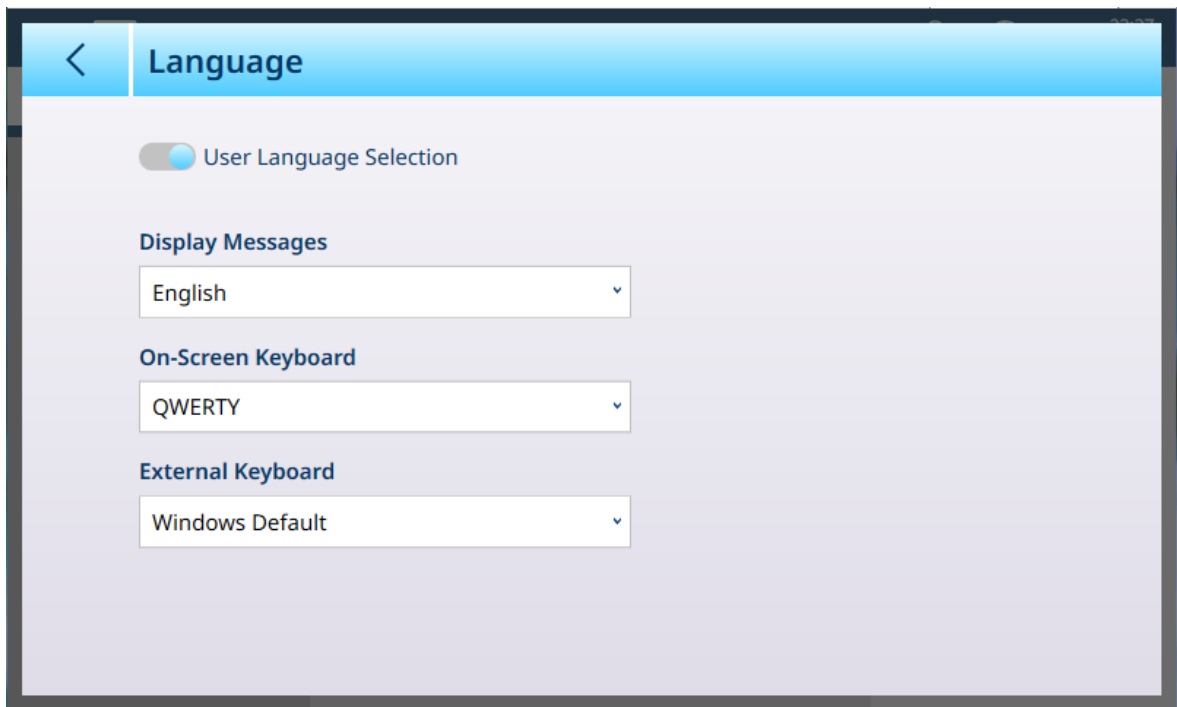 Language
User Language Selection
Display Messages
English
On-Screen Keyboard
QWERTY
External Keyboard
Windows Default